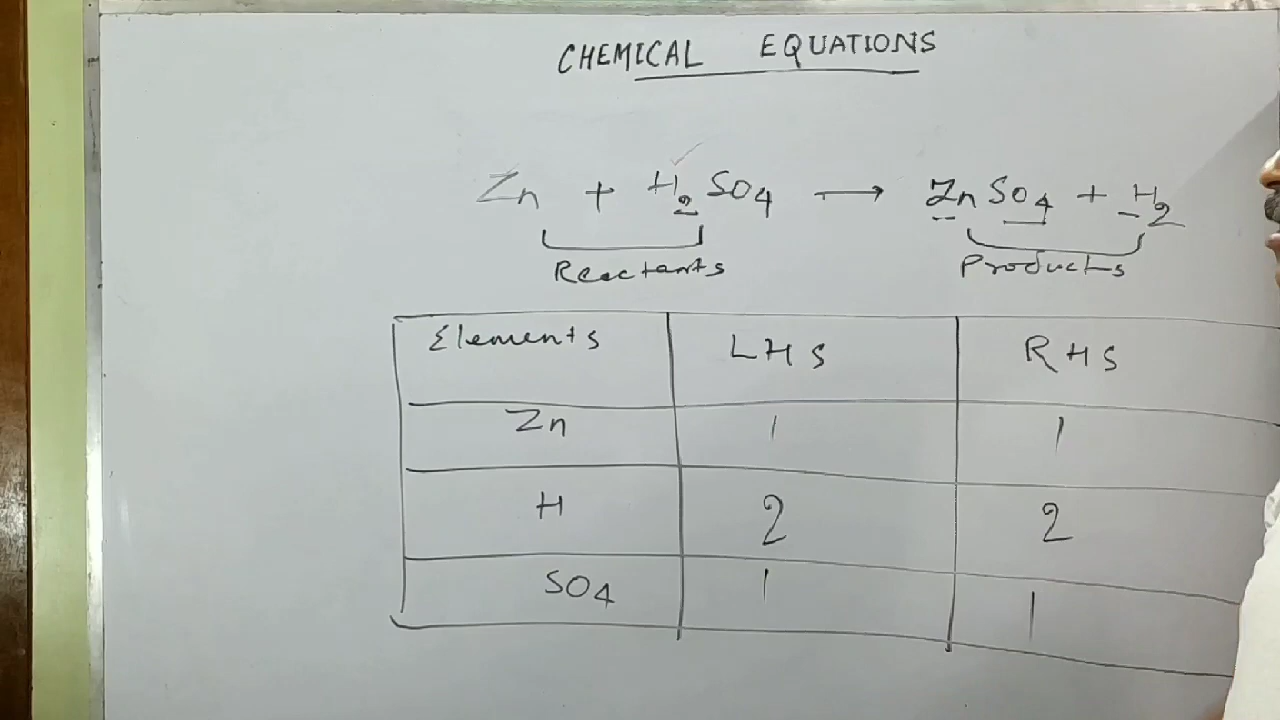 CHEMICAL EQUATIONS
Zn + H2SO4 → ZnSO4 + H2
Reactants Products
Elements LHS RHS
Zn 1 1
H 2 2
SO4 1 1